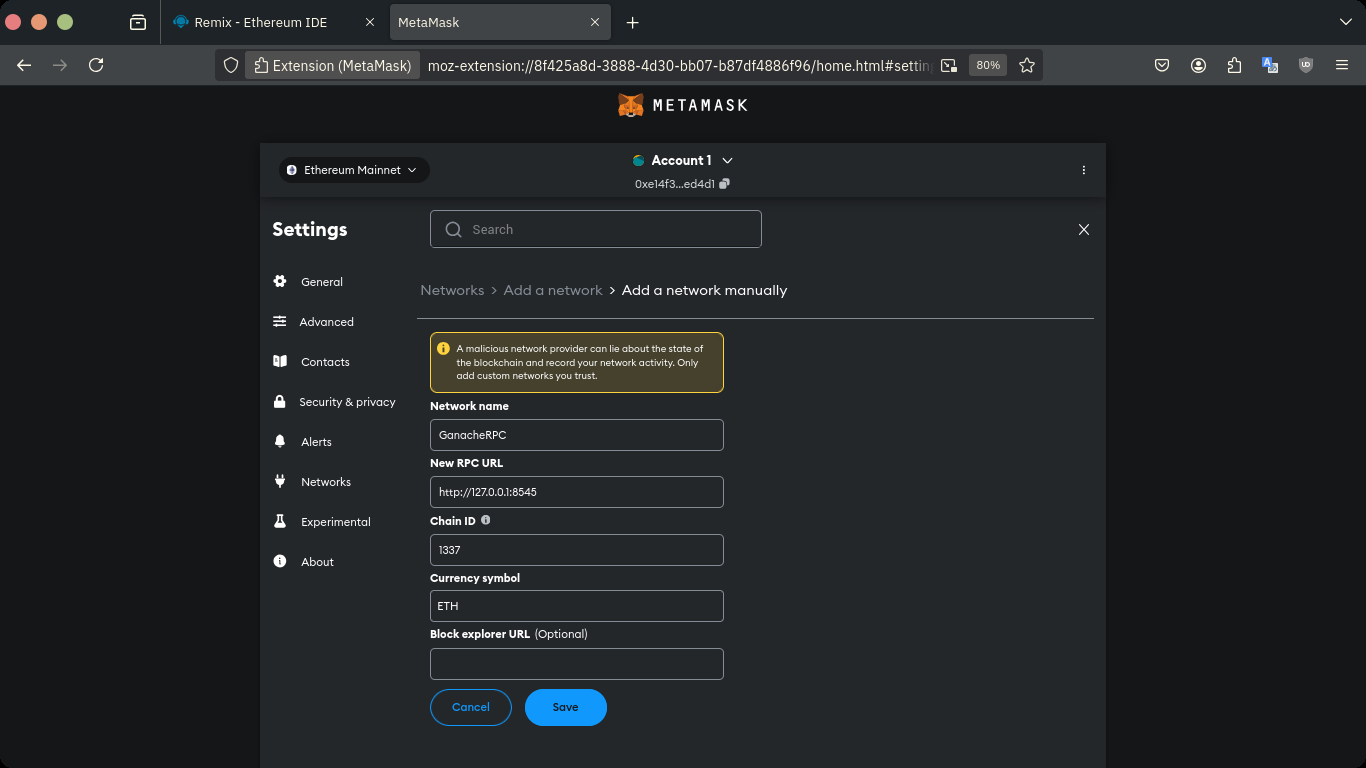 Remix - Ethereum IDE
MetaMask
Extension (MetaMask)
moz-extension://8f425a8d-3888-4d30-bb07-b87df4886f96/home.html#settin
80%
METAMASK
Ethereum Mainnet
Account 1
0xe14f3...ed4d1
Settings
Search
General
Advanced
Contacts
Security & privacy
Alerts
Networks
Experimental
About
Networks > Add a network > Add a network manually
A malicious network provider can lie about the state of
the blockchain and record your network activity. Only
add custom networks you trust.
Network name
GanacheRPC
New RPC URL
http://127.0.0.1:8545
Chain ID
1337
Currency symbol
ETH
Block explorer URL (Optional)
Cancel
Save